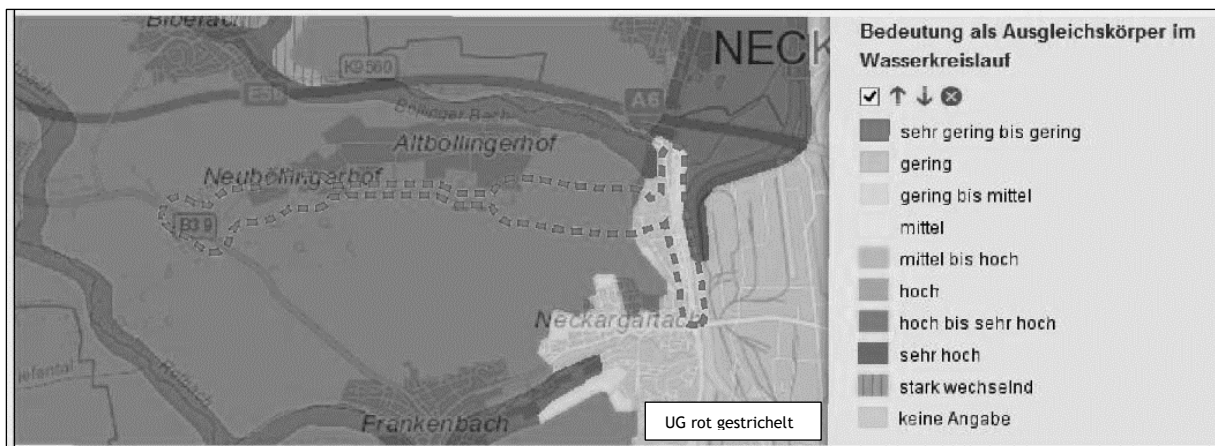 Biberach
K9560
NECK
E50
A6
Böllinger Bach
Altböllingerhof
Neuböllingerhof
B39
Neckargartach
Rotbach
Frankenbach
UG rot gestrichelt
Bedeutung als Ausgleichskörper im
Wasserkreislauf
sehr gering bis gering
gering
gering bis mittel
mittel
mittel bis hoch
hoch
hoch bis sehr hoch
sehr hoch
stark wechselnd
keine Angabe